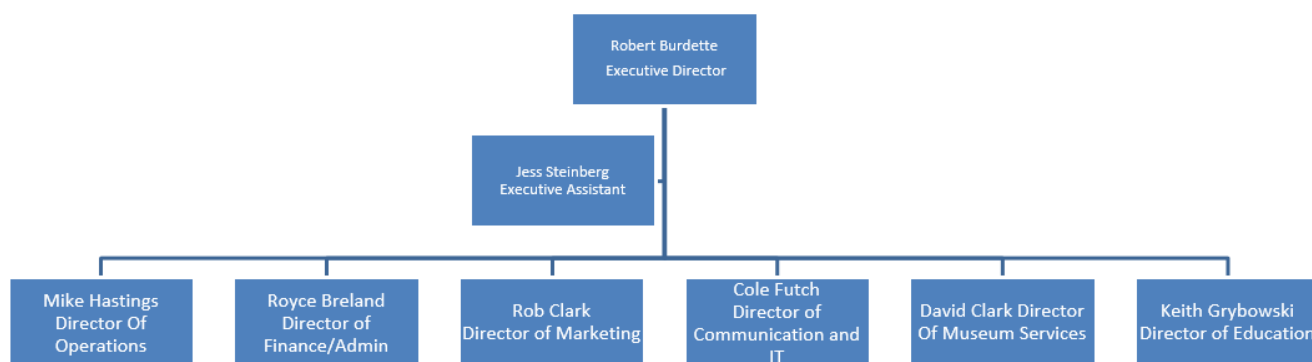 Robert Burdette
Executive Director
Jess Steinberg
Executive Assistant
Mike Hastings
Director Of
Operations
Royce Breland
Director of
Finance/Admin
Rob Clark
Director of Marketing
Cole Futch
Director of
Communication and
IT
David Clark Director
Of Museum Services
Keith Grybowski
Director of Education